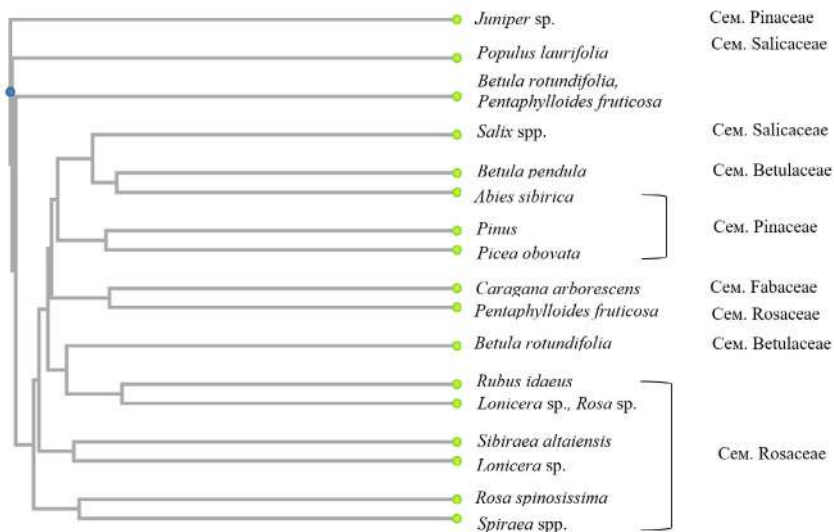 Juniper sp. Сем. Pinaceae
Populus laurifolia Сем. Salicaceae
Betula rotundifolia,
Pentaphylloides fruticosa
Salix spp. Сем. Salicaceae
Betula pendula Сем. Betulaceae
Abies sibirica
Pinus Сем. Pinaceae
Picea obovata
Caragana arborescens Сем. Fabaceae
Pentaphylloides fruticosa Сем. Rosaceae
Betula rotundifolia Сем. Betulaceae
Rubus idaeus
Lonicera sp., Rosa sp.
Sibiraea altaiensis Сем. Rosaceae
Lonicera sp.
Rosa spinosissima
Spiraea spp.